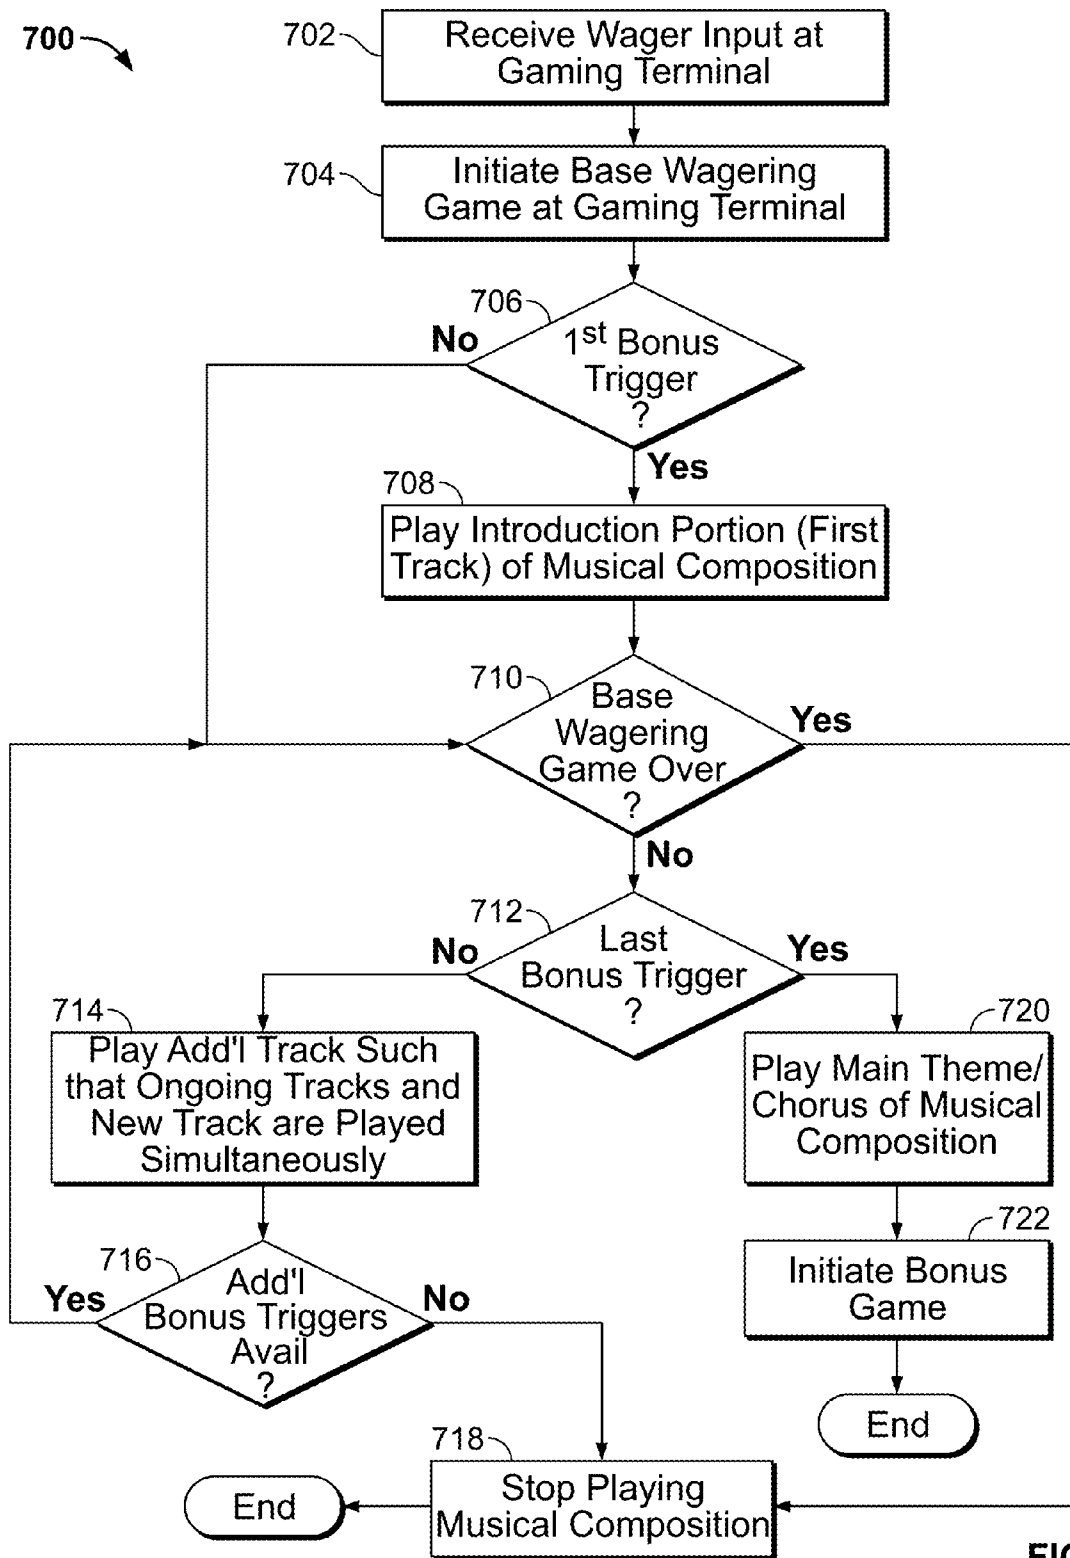 700
702
Receive Wager Input at
Gaming Terminal
704
Initiate Base Wagering
Game at Gaming Terminal
706
No
1st Bonus
Trigger
?
Yes
708
Play Introduction Portion (First
Track) of Musical Composition
710
Base
Wagering
Game Over
?
Yes
No
712
No
Last
Bonus Trigger
?
Yes
714
Play Add'l Track Such
that Ongoing Tracks and
New Track are Played
Simultaneously
720
Play Main Theme/
Chorus of Musical
Composition
716
Yes
Add'l
Bonus Triggers
Avail
?
No
722
Initiate Bonus
Game
End
718
Stop Playing
Musical Composition
End